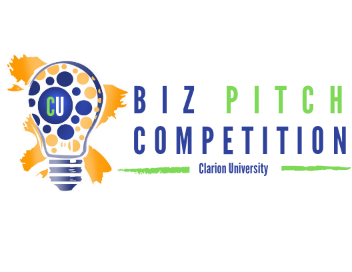 CU
BIZ PITCH
COMPETITION
Clarion University